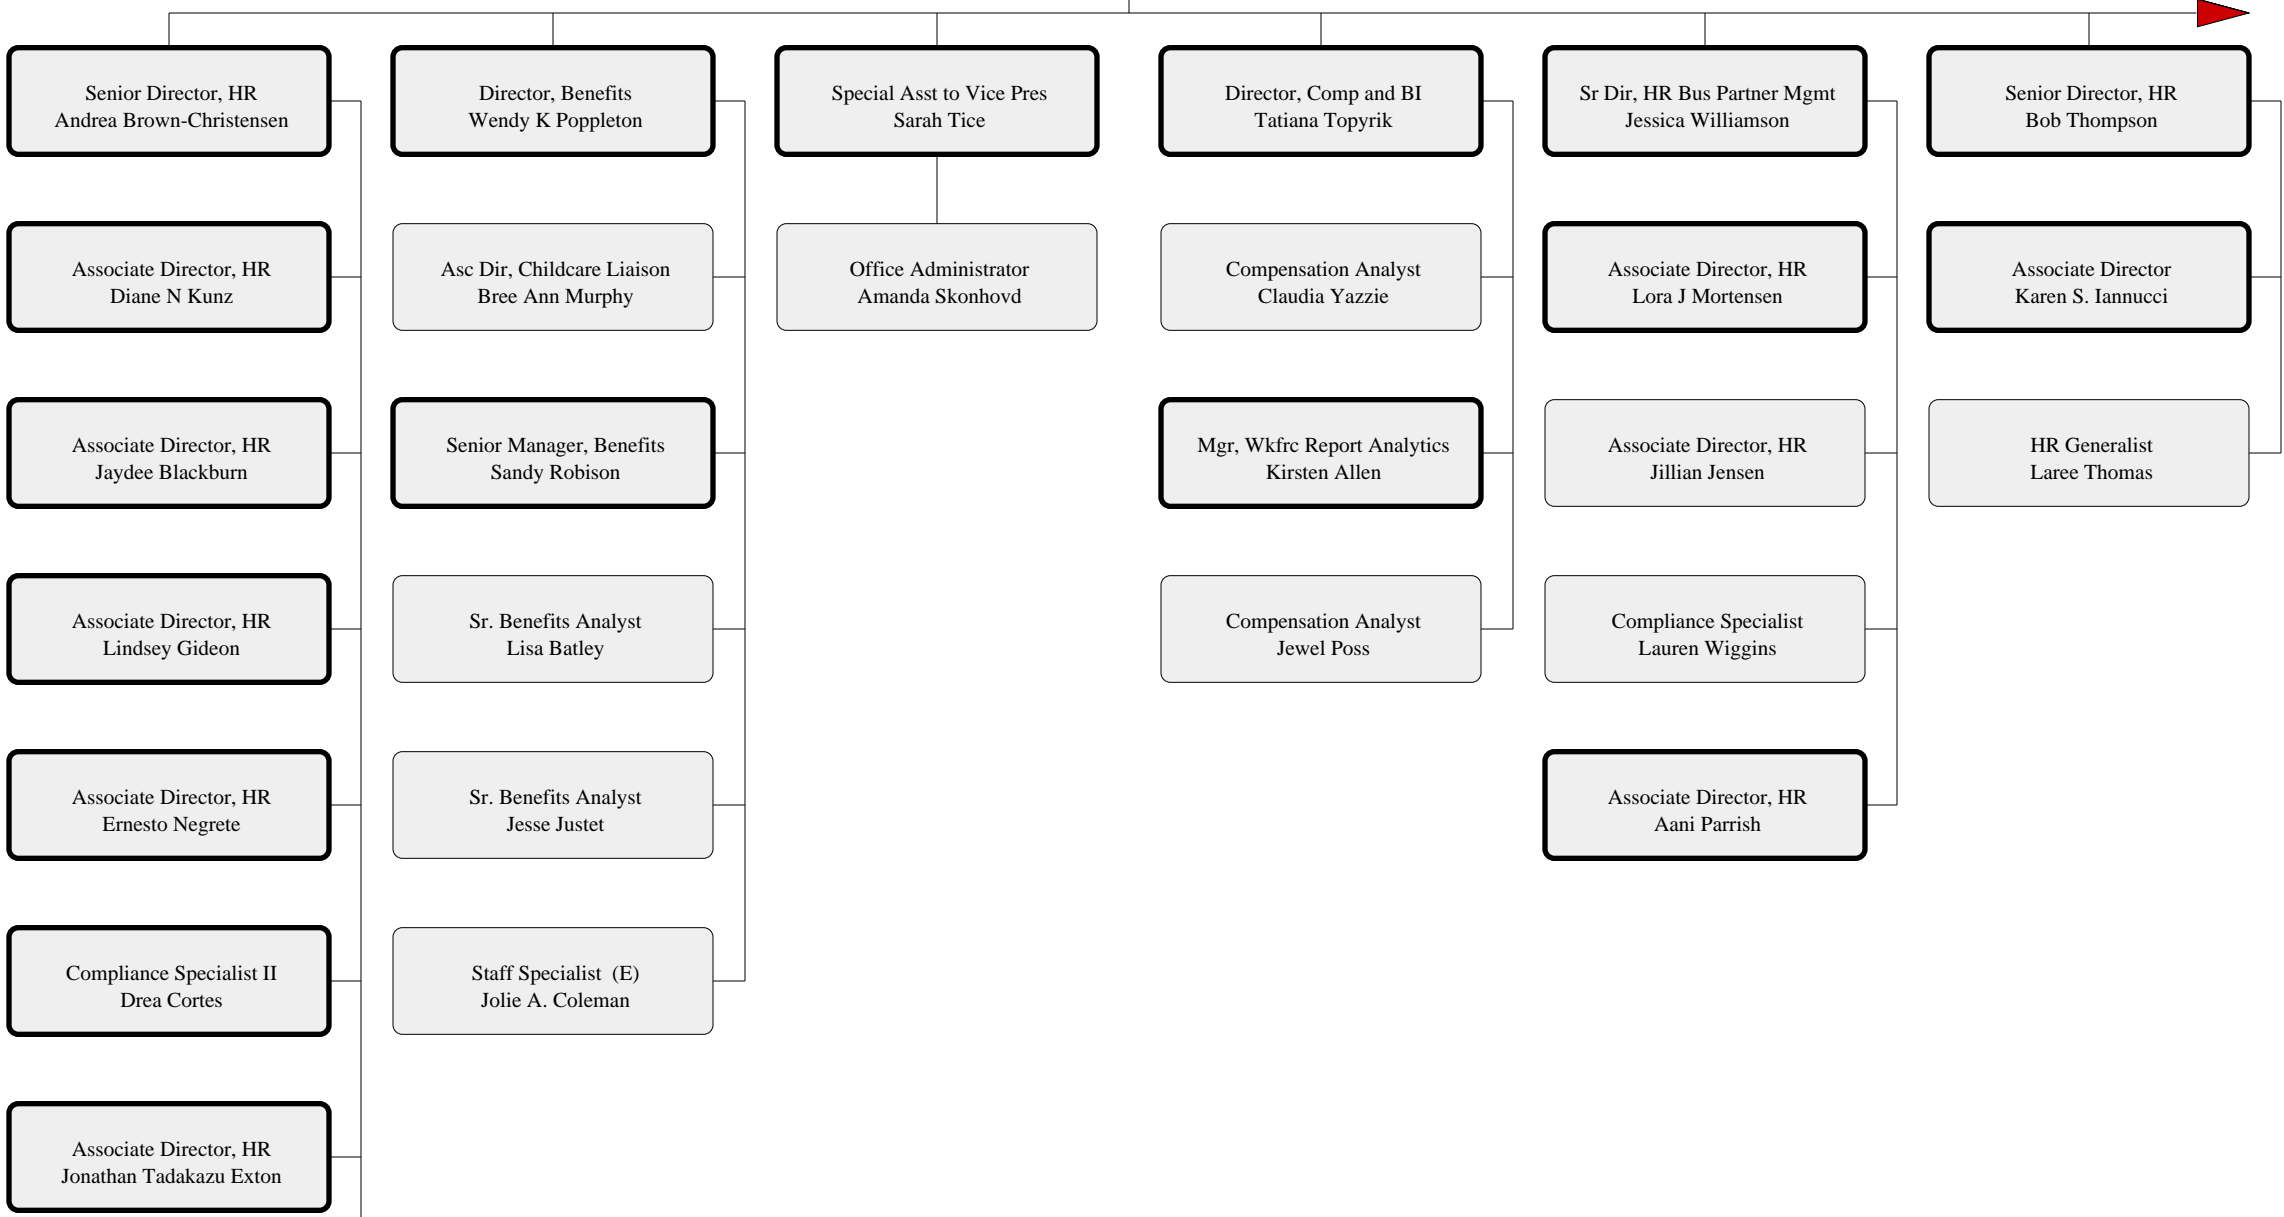 Senior Director, HR
Andrea Brown-Christensen
Director, Benefits
Wendy K Poppleton
Special Asst to Vice Pres
Sarah Tice
Director, Comp and BI
Tatiana Topyrik
Sr Dir, HR Bus Partner Mgmt
Jessica Williamson
Senior Director, HR
Bob Thompson
Associate Director, HR
Diane N Kunz
Asc Dir, Childcare Liaison
Bree Ann Murphy
Office Administrator
Amanda Skonhovd
Compensation Analyst
Claudia Yazzie
Associate Director, HR
Lora J Mortensen
Associate Director
Karen S. Iannucci
Associate Director, HR
Jaydee Blackburn
Senior Manager, Benefits
Sandy Robison
Mgr, Wkfrc Report Analytics
Kirsten Allen
Associate Director, HR
Jillian Jensen
HR Generalist
Laree Thomas
Associate Director, HR
Lindsey Gideon
Sr. Benefits Analyst
Lisa Batley
Compensation Analyst
Jewel Poss
Compliance Specialist
Lauren Wiggins
Associate Director, HR
Ernesto Negrete
Sr. Benefits Analyst
Jesse Justet
Associate Director, HR
Aani Parrish
Compliance Specialist II
Drea Cortes
Staff Specialist  (E)
Jolie A. Coleman
Associate Director, HR
Jonathan Tadakazu Exton